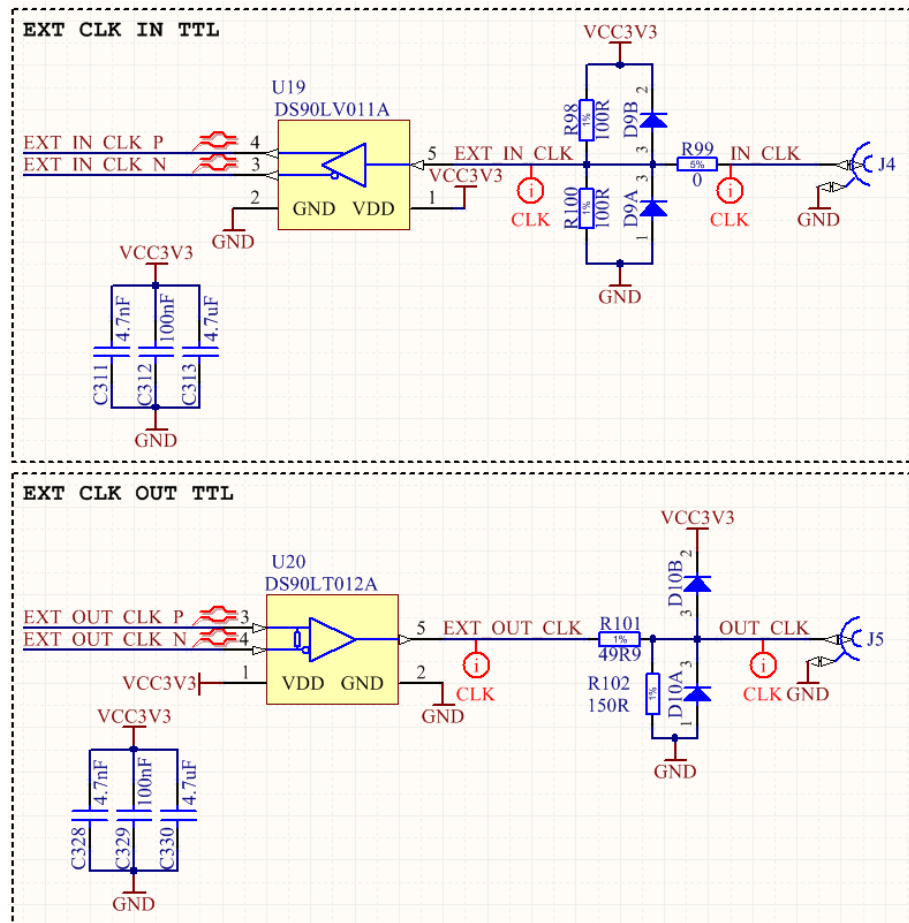 EXT CLK IN TTL
VCC3V3
U19
DS90LV011A
R98
1%
100R
D9B
2
3
EXT IN CLK P
4
EXT IN CLK N
3
5
EXT IN CLK
R99
5%
0
IN CLK
J4
VCC3V3
2
GND
VDD
1
i
CLK
R100
1%
100R
D9A
3
1
i
CLK
GND
GND
GND
VCC3V3
C311
4.7nF
C312
100nF
C313
4.7uF
GND
EXT CLK OUT TTL
VCC3V3
U20
DS90LT012A
D10B
2
3
EXT OUT CLK P
3
EXT OUT CLK N
4
5
EXT OUT CLK
R101
1%
49R9
OUT CLK
J5
VCC3V3
1
VDD
GND
2
GND
i
CLK
R102
150R
1%
D10A
3
1
i
CLK
GND
GND
VCC3V3
C328
4.7nF
C329
100nF
C330
4.7uF
GND